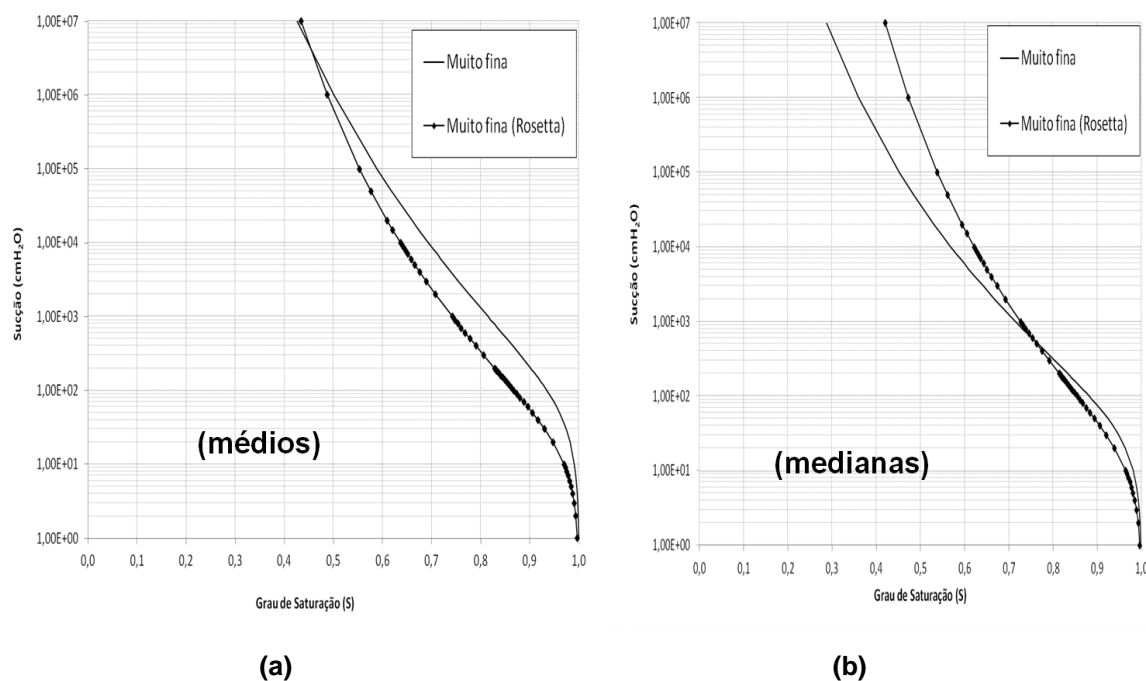 1,00E+07
1,00E+06
1,00E+05
1,00E+04
1,00E+03
1,00E+02
1,00E+01
1,00E+00
Sucção (cmH₂O)
Muito fina
Muito fina (Rosetta)
(médios)
0,0 0,1 0,2 0,3 0,4 0,5 0,6 0,7 0,8 0,9 1,0
Grau de Saturação (S)
(a)
1,00E+07
1,00E+06
1,00E+05
1,00E+04
1,00E+03
1,00E+02
1,00E+01
1,00E+00
Sucção (cmH₂O)
Muito fina
Muito fina (Rosetta)
(medianas)
0,0 0,1 0,2 0,3 0,4 0,5 0,6 0,7 0,8 0,9 1,0
Grau de Saturação (S)
(b)